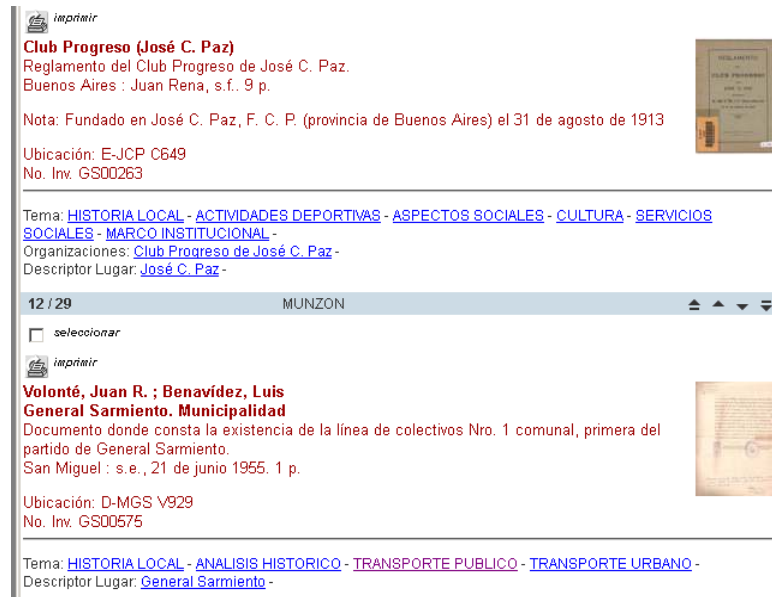 imprimir
Club Progreso (José C. Paz)
Reglamento del Club Progreso de José C. Paz.
Buenos Aires : Juan Rena, s.f.. 9 p.
Nota: Fundado en José C. Paz, F. C. P. (provincia de Buenos Aires) el 31 de agosto de 1913
Ubicación: E-JCP C649
No. Inv. GS00263
Tema: HISTORIA LOCAL - ACTIVIDADES DEPORTIVAS - ASPECTOS SOCIALES - CULTURA - SERVICIOS
SOCIALES - MARCO INSTITUCIONAL -
Organizaciones: Club Progreso de José C. Paz -
Descriptor Lugar: José C. Paz -
12 / 29 MUNZON
seleccionar
imprimir
Volonté, Juan R. ; Benavídez, Luis
General Sarmiento. Municipalidad
Documento donde consta la existencia de la línea de colectivos Nro. 1 comunal, primera del
partido de General Sarmiento.
San Miguel : s.e., 21 de junio 1955. 1 p.
Ubicación: D-MGS V929
No. Inv. GS00575
Tema: HISTORIA LOCAL - ANALISIS HISTORICO - TRANSPORTE PUBLICO - TRANSPORTE URBANO -
Descriptor Lugar: General Sarmiento -